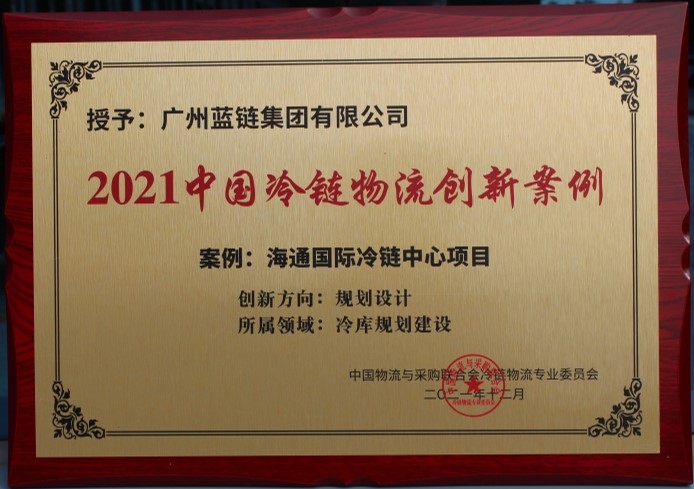 授予：广州蓝链集团有限公司
2021中国冷链物流创新案例
案例：海通国际冷链中心项目
创新方向：规划设计
所属领域：冷库规划建设
中国物流与采购联合会冷链物流专业委员会
二〇二一年十二月